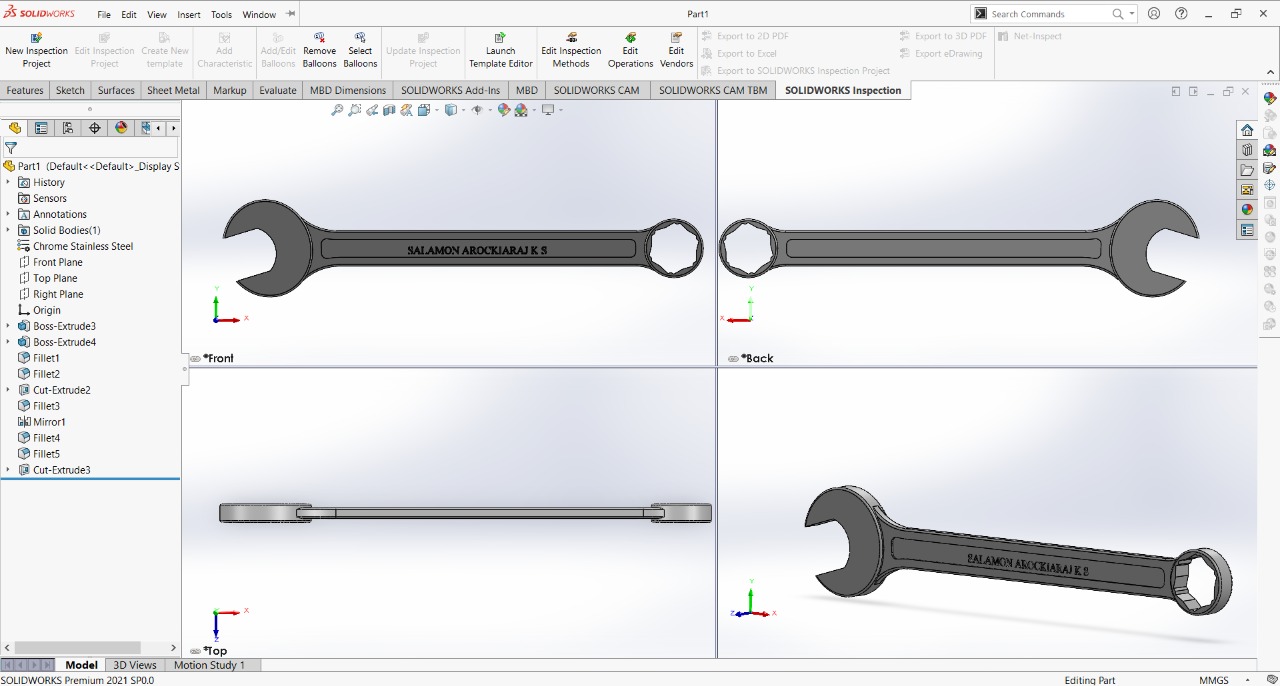 SOLIDWORKS File Edit View Insert Tools Window Part1 Search Commands
New Inspection Project
Edit Inspection Project
Create New template
Add Characteristic
Add/Edit Balloons
Remove Balloons
Select Balloons
Update Inspection Project
Launch Template Editor
Edit Inspection Methods
Edit Operations
Edit Vendors
Export to 2D PDF
Export to Excel
Export to SOLIDWORKS Inspection Project
Export to 3D PDF
Export eDrawing
Net-Inspect
Features Sketch Surfaces Sheet Metal Markup Evaluate MBD Dimensions SOLIDWORKS Add-Ins MBD SOLIDWORKS CAM SOLIDWORKS CAM TBM SOLIDWORKS Inspection
Part1 (Default<<Default>_Display S
History
Sensors
Annotations
Solid Bodies(1)
Chrome Stainless Steel
Front Plane
Top Plane
Right Plane
Origin
Boss-Extrude3
Boss-Extrude4
Fillet1
Fillet2
Cut-Extrude2
Fillet3
Mirror1
Fillet4
Fillet5
Cut-Extrude3
SALAMON AROCKIARAJ K S
Y
X
*Front
Y
X
*Back
X
Z
*Top
SALAMON AROCKIARAJ K S
Y
Z X
Model 3D Views Motion Study 1
SOLIDWORKS Premium 2021 SP0.0 Editing Part MMGS